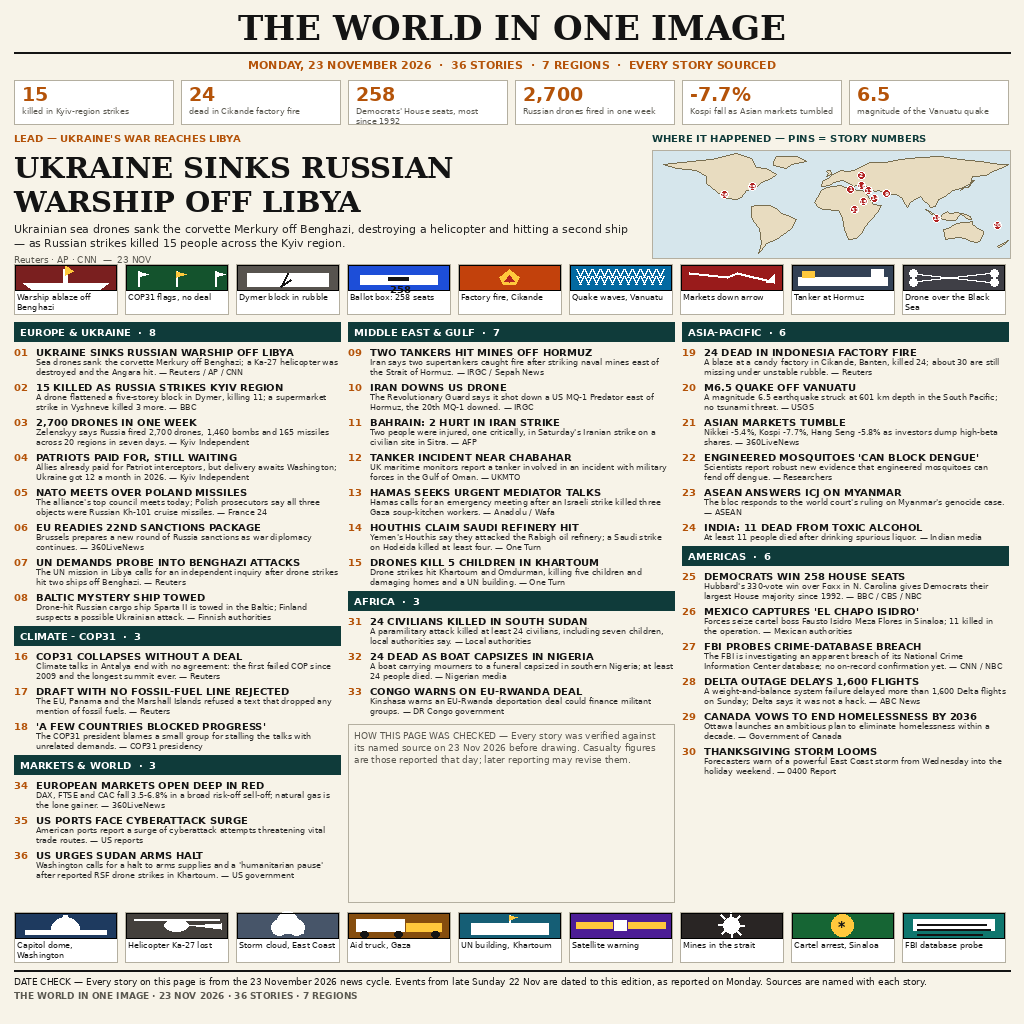 THE WORLD IN ONE IMAGE
MONDAY, 23 NOVEMBER 2026 · 36 STORIES · 7 REGIONS · EVERY STORY SOURCED
15
killed in Kyiv-region strikes
24
dead in Cikande factory fire
258
Democrats' House seats, most
since 1992
2,700
Russian drones fired in one week
-7.7%
Kospi fall as Asian markets tumbled
6.5
magnitude of the Vanuatu quake
LEAD — UKRAINE'S WAR REACHES LIBYA
UKRAINE SINKS RUSSIAN
WARSHIP OFF LIBYA
Ukrainian sea drones sank the corvette Merkury off Benghazi, destroying a helicopter and hitting a second ship
— as Russian strikes killed 15 people across the Kyiv region.
Reuters · AP · CNN — 23 NOV
WHERE IT HAPPENED — PINS = STORY NUMBERS
Warship ablaze off
Benghazi
COP31 flags, no deal
Dymer block in rubble
258
Ballot box: 258 seats
Factory fire, Cikande
Quake waves, Vanuatu
Markets down arrow
Tanker at Hormuz
Drone over the Black
Sea
EUROPE & UKRAINE · 8
01 UKRAINE SINKS RUSSIAN WARSHIP OFF LIBYA
Sea drones sank the corvette Merkury off Benghazi; a Ka-27 helicopter was
destroyed and the Angara hit. — Reuters / AP / CNN
02 15 KILLED AS RUSSIA STRIKES KYIV REGION
A drone flattened a five-storey block in Dymer, killing 11; a supermarket
strike in Vyshneve killed 3 more. — BBC
03 2,700 DRONES IN ONE WEEK
Zelenskyy says Russia fired 2,700 drones, 1,460 bombs and 165 missiles
across 20 regions in seven days. — Kyiv Independent
04 PATRIOTS PAID FOR, STILL WAITING
Allies already paid for Patriot interceptors, but delivery awaits Washington;
Ukraine got 12 a month in 2026. — Kyiv Independent
05 NATO MEETS OVER POLAND MISSILES
The alliance's top council meets today; Polish prosecutors say all three
objects were Russian Kh-101 cruise missiles. — France 24
06 EU READIES 22ND SANCTIONS PACKAGE
Brussels prepares a new round of Russia sanctions as war diplomacy
continues. — 360LiveNews
07 UN DEMANDS PROBE INTO BENGHAZI ATTACKS
The UN mission in Libya calls for an independent inquiry after drone strikes
hit two ships off Benghazi. — Reuters
08 BALTIC MYSTERY SHIP TOWED
Drone-hit Russian cargo ship Sparta II is towed in the Baltic; Finland
suspects a possible Ukrainian attack. — Finnish authorities
CLIMATE - COP31 · 3
16 COP31 COLLAPSES WITHOUT A DEAL
Climate talks in Antalya end with no agreement: the first failed COP since
2009 and the longest summit ever. — Reuters
17 DRAFT WITH NO FOSSIL-FUEL LINE REJECTED
The EU, Panama and the Marshall Islands refused a text that dropped any
mention of fossil fuels. — Reuters
18 'A FEW COUNTRIES BLOCKED PROGRESS'
The COP31 president blames a small group for stalling the talks with
unrelated demands. — COP31 presidency
MARKETS & WORLD · 3
34 EUROPEAN MARKETS OPEN DEEP IN RED
DAX, FTSE and CAC fall 3.5-6.8% in a broad risk-off sell-off; natural gas is
the lone gainer. — 360LiveNews
35 US PORTS FACE CYBERATTACK SURGE
American ports report a surge of cyberattack attempts threatening vital
trade routes. — US reports
36 US URGES SUDAN ARMS HALT
Washington calls for a halt to arms supplies and a 'humanitarian pause'
after reported RSF drone strikes in Khartoum. — US government
MIDDLE EAST & GULF · 7
09 TWO TANKERS HIT MINES OFF HORMUZ
Iran says two supertankers caught fire after striking naval mines east of
the Strait of Hormuz. — IRGC / Sepah News
10 IRAN DOWNS US DRONE
The Revolutionary Guard says it shot down a US MQ-1 Predator east of
Hormuz, the 20th MQ-1 downed. — IRGC
11 BAHRAIN: 2 HURT IN IRAN STRIKE
Two people were injured, one critically, in Saturday's Iranian strike on a
civilian site in Sitra. — AFP
12 TANKER INCIDENT NEAR CHABAHAR
UK maritime monitors report a tanker involved in an incident with military
forces in the Gulf of Oman. — UKMTO
13 HAMAS SEEKS URGENT MEDIATOR TALKS
Hamas calls for an emergency meeting after an Israeli strike killed three
Gaza soup-kitchen workers. — Anadolu / Wafa
14 HOUTHIS CLAIM SAUDI REFINERY HIT
Yemen's Houthis say they attacked the Rabigh oil refinery; a Saudi strike
on Hodeida killed at least four. — One Turn
15 DRONES KILL 5 CHILDREN IN KHARTOUM
Drone strikes hit Khartoum and Omdurman, killing five children and
damaging homes and a UN building. — One Turn
AFRICA · 3
31 24 CIVILIANS KILLED IN SOUTH SUDAN
A paramilitary attack killed at least 24 civilians, including seven children,
local authorities say. — Local authorities
32 24 DEAD AS BOAT CAPSIZES IN NIGERIA
A boat carrying mourners to a funeral capsized in southern Nigeria; at least
24 people died. — Nigerian media
33 CONGO WARNS ON EU-RWANDA DEAL
Kinshasa warns an EU-Rwanda deportation deal could finance militant
groups. — DR Congo government
HOW THIS PAGE WAS CHECKED — Every story was verified against
its named source on 23 Nov 2026 before drawing. Casualty figures
are those reported that day; later reporting may revise them.
ASIA-PACIFIC · 6
19 24 DEAD IN INDONESIA FACTORY FIRE
A blaze at a candy factory in Cikande, Banten, killed 24; about 30 are still
missing under unstable rubble. — Reuters
20 M6.5 QUAKE OFF VANUATU
A magnitude 6.5 earthquake struck at 601 km depth in the South Pacific;
no tsunami threat. — USGS
21 ASIAN MARKETS TUMBLE
Nikkei -5.4%, Kospi -7.7%, Hang Seng -5.8% as investors dump high-beta
shares. — 360LiveNews
22 ENGINEERED MOSQUITOES 'CAN BLOCK DENGUE'
Scientists report robust new evidence that engineered mosquitoes can
fend off dengue. — Researchers
23 ASEAN ANSWERS ICJ ON MYANMAR
The bloc responds to the world court's ruling on Myanmar's genocide case.
— ASEAN
24 INDIA: 11 DEAD FROM TOXIC ALCOHOL
At least 11 people died after drinking spurious liquor. — Indian media
AMERICAS · 6
25 DEMOCRATS WIN 258 HOUSE SEATS
Hubbard's 330-vote win over Foxx in N. Carolina gives Democrats their
largest House majority since 1992. — BBC / CBS / NBC
26 MEXICO CAPTURES 'EL CHAPO ISIDRO'
Forces seize cartel boss Fausto Isidro Meza Flores in Sinaloa; 11 killed in
the operation. — Mexican authorities
27 FBI PROBES CRIME-DATABASE BREACH
The FBI is investigating an apparent breach of its National Crime
Information Center database; no on-record confirmation yet. — CNN / NBC
28 DELTA OUTAGE DELAYS 1,600 FLIGHTS
A weight-and-balance system failure delayed more than 1,600 Delta flights
on Sunday; Delta says it was not a hack. — ABC News
29 CANADA VOWS TO END HOMELESSNESS BY 2036
Ottawa launches an ambitious plan to eliminate homelessness within a
decade. — Government of Canada
30 THANKSGIVING STORM LOOMS
Forecasters warn of a powerful East Coast storm from Wednesday into the
holiday weekend. — 0400 Report
Capitol dome,
Washington
Helicopter Ka-27 lost
Storm cloud, East Coast
Aid truck, Gaza
UN building, Khartoum
Satellite warning
Mines in the strait
Cartel arrest, Sinaloa
FBI database probe
DATE CHECK — Every story on this page is from the 23 November 2026 news cycle. Events from late Sunday 22 Nov are dated to this edition, as reported on Monday. Sources are named with each story.
THE WORLD IN ONE IMAGE · 23 NOV 2026 · 36 STORIES · 7 REGIONS